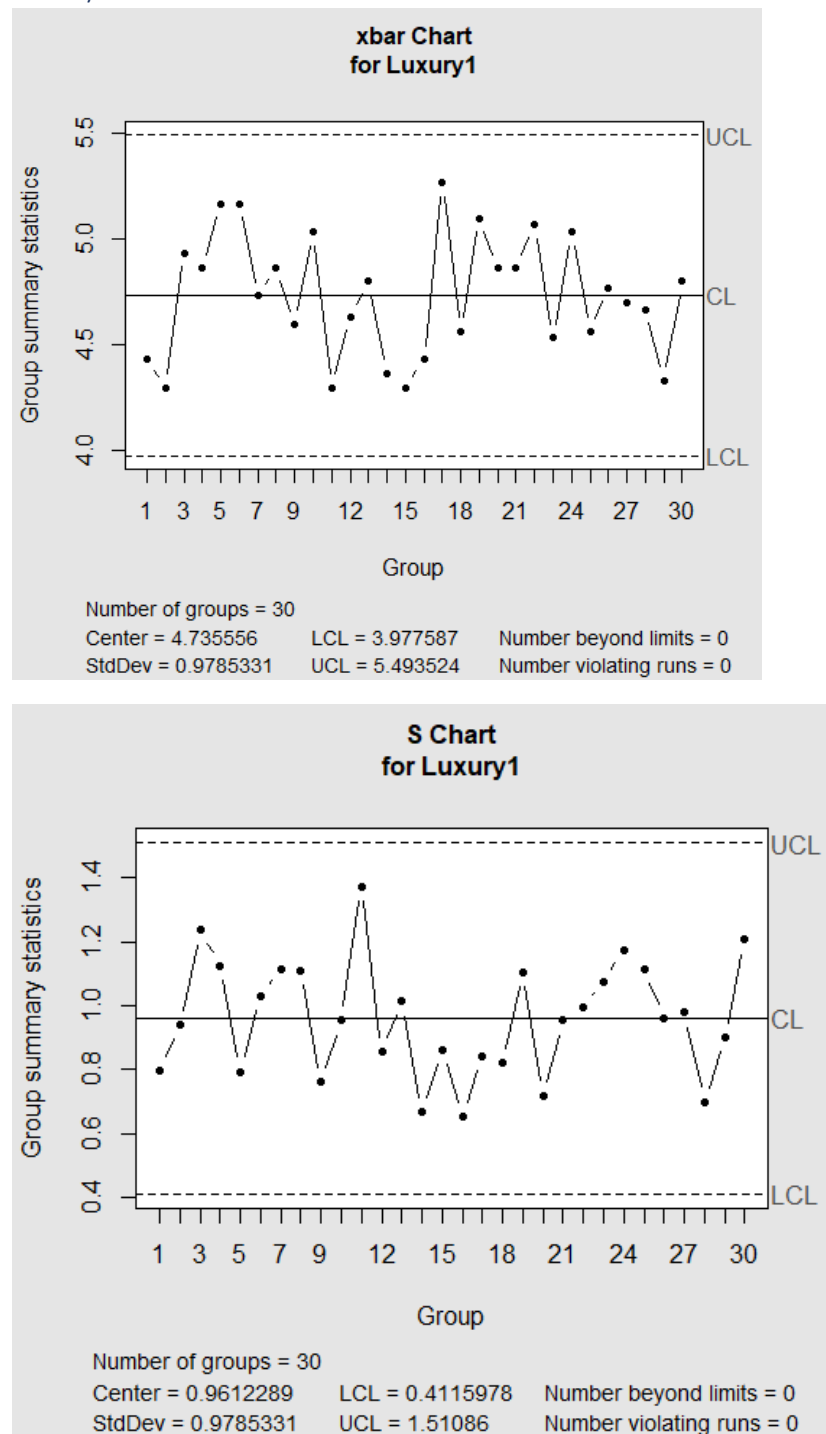 xbar Chart
for Luxury1
Group summary statistics
5.5
5.0
4.5
4.0
UCL
CL
LCL
1 3 5 7 9 12 15 18 21 24 27 30
Group
Number of groups = 30
Center = 4.735556 LCL = 3.977587 Number beyond limits = 0
StdDev = 0.9785331 UCL = 5.493524 Number violating runs = 0
S Chart
for Luxury1
Group summary statistics
1.4
1.2
1.0
0.8
0.6
0.4
UCL
CL
LCL
1 3 5 7 9 12 15 18 21 24 27 30
Group
Number of groups = 30
Center = 0.9612289 LCL = 0.4115978 Number beyond limits = 0
StdDev = 0.9785331 UCL = 1.51086 Number violating runs = 0